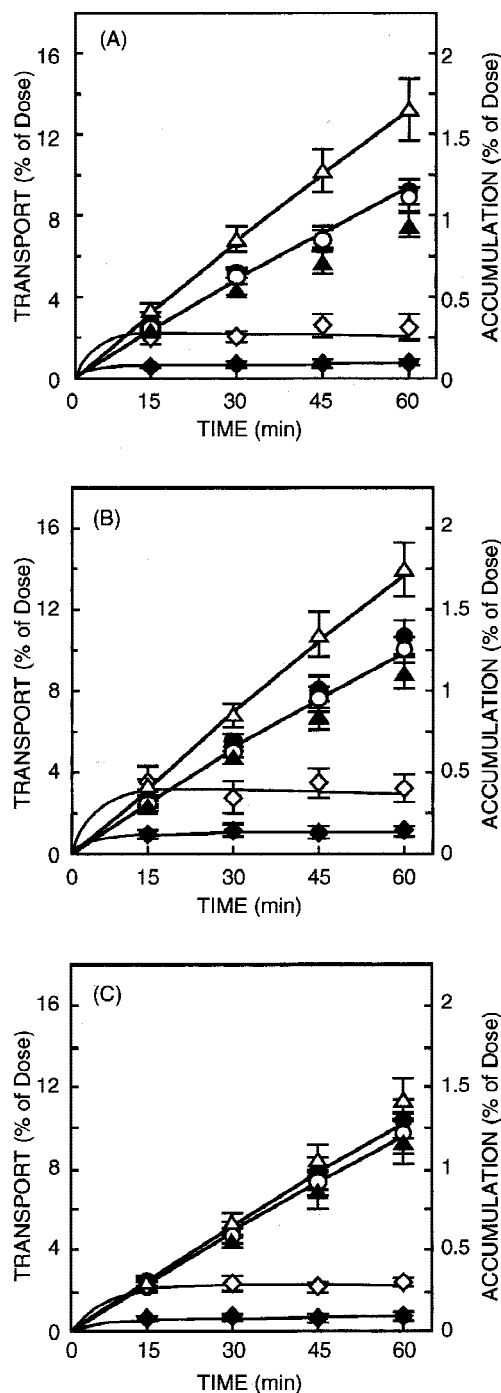 (A)
16
12
8
4
0
2
1.5
1
0.5
0
TRANSPORT (% of Dose)
ACCUMULATION (% of Dose)
0 15 30 45 60
TIME (min)
(B)
16
12
8
4
0
2
1.5
1
0.5
0
TRANSPORT (% of Dose)
ACCUMULATION (% of Dose)
0 15 30 45 60
TIME (min)
(C)
16
12
8
4
0
2
1.5
1
0.5
0
TRANSPORT (% of Dose)
ACCUMULATION (% of Dose)
0 15 30 45 60
TIME (min)